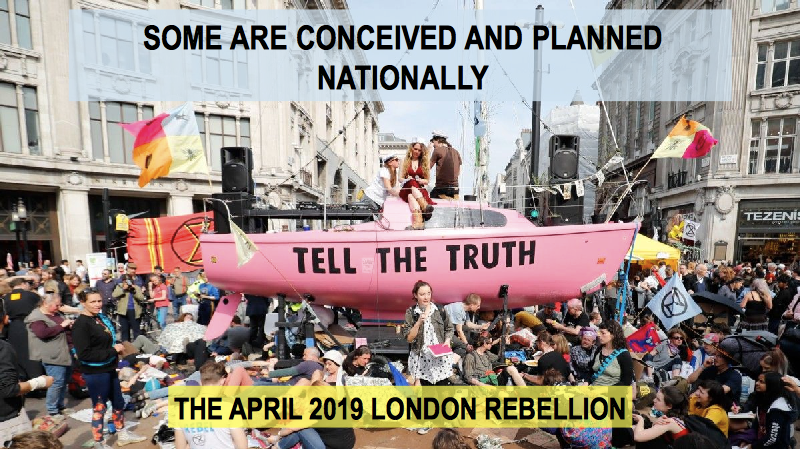 SOME ARE CONCEIVED AND PLANNED
NATIONALLY
TELL THE TRUTH
TEZENIS
THE APRIL 2019 LONDON REBELLION